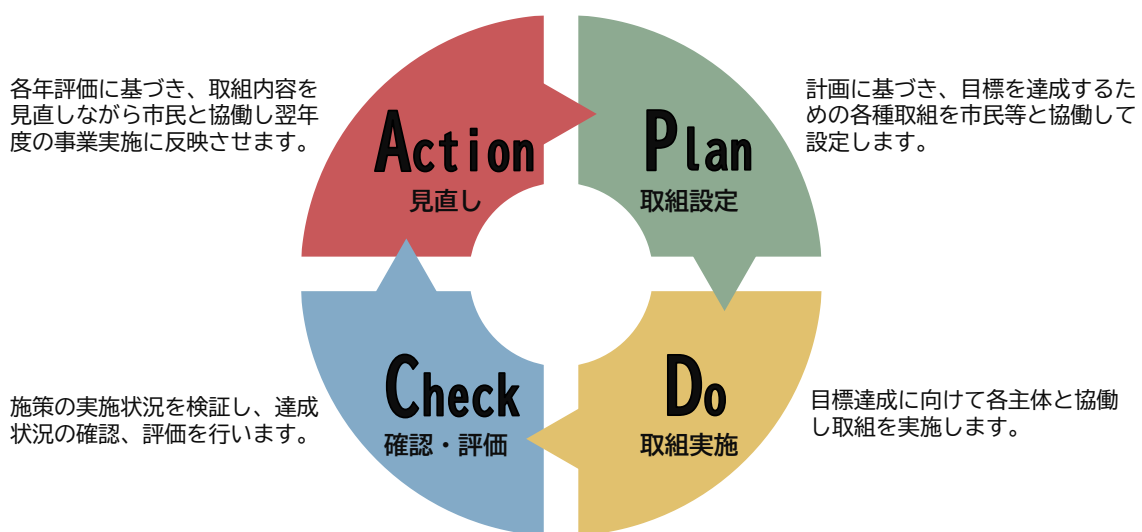 各年評価に基づき、取組内容を
見直しながら市民と協働し翌年
度の事業実施に反映させます。
Action
見直し
Plan
取組設定
計画に基づき、目標を達成するた
めの各種取組を市民等と協働して
設定します。
施策の実施状況を検証し、達成
状況の確認、評価を行います。
Check
確認・評価
Do
取組実施
目標達成に向けて各主体と協働
し取組を実施します。